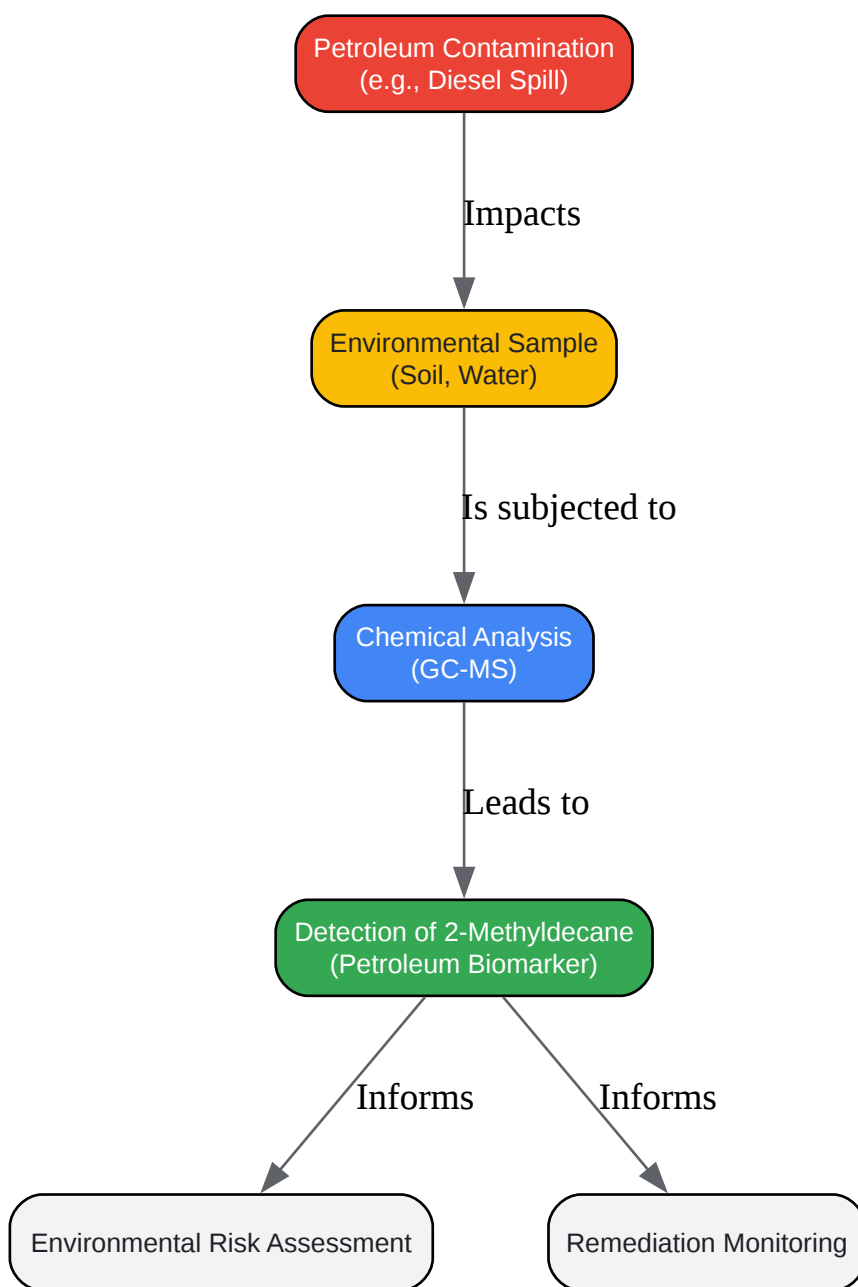 Petroleum Contamination
(e.g., Diesel Spill)
Impacts
Environmental Sample
(Soil, Water)
Is subjected to
Chemical Analysis
(GC-MS)
Leads to
Detection of 2-Methyldecane
(Petroleum Biomarker)
Informs
Informs
Environmental Risk Assessment
Remediation Monitoring